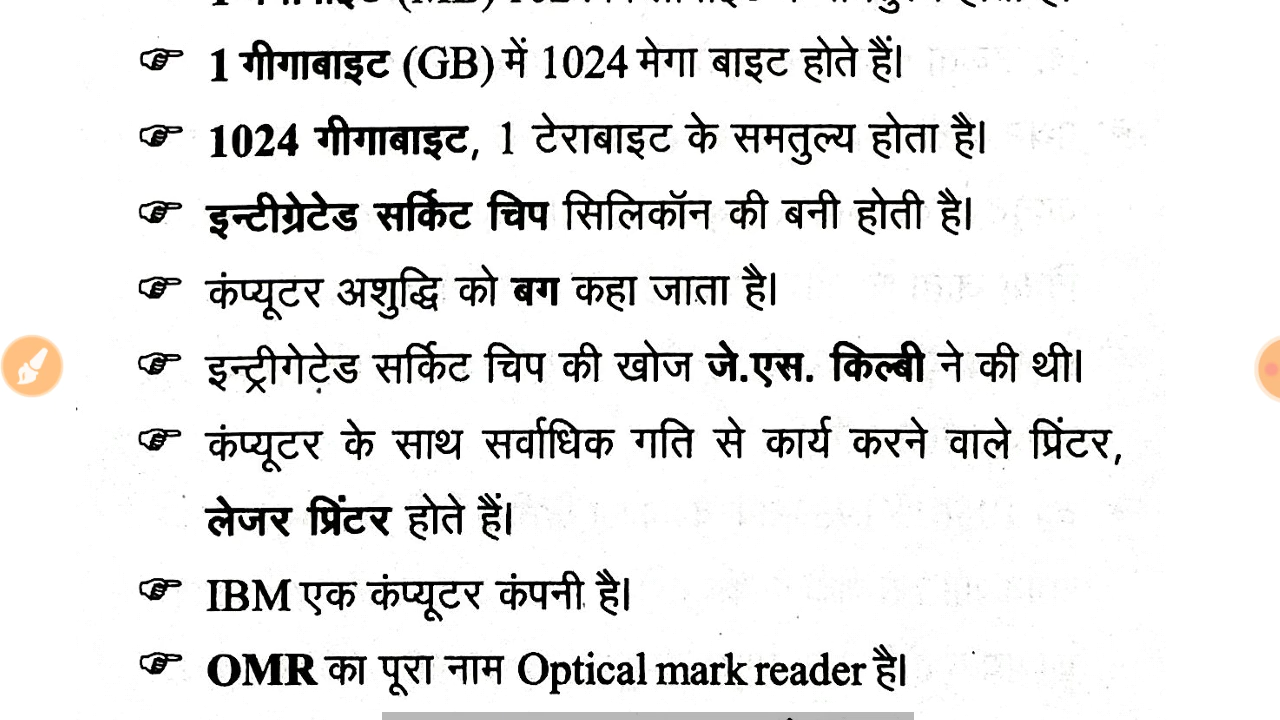 ☞ 1 गीगाबाइट (GB) में 1024 मेगा बाइट होते हैं।
☞ 1024 गीगाबाइट, 1 टेराबाइट के समतुल्य होता है।
☞ इन्टीग्रेटेड सर्किट चिप सिलिकॉन की बनी होती है।
☞ कंप्यूटर अशुद्धि को बग कहा जाता है।
☞ इन्ट्रीगेटेड सर्किट चिप की खोज जे.एस. किल्बी ने की थी।
☞ कंप्यूटर के साथ सर्वाधिक गति से कार्य करने वाले प्रिंटर,
लेजर प्रिंटर होते हैं।
☞ IBM एक कंप्यूटर कंपनी है।
☞ OMR का पूरा नाम Optical mark reader है।